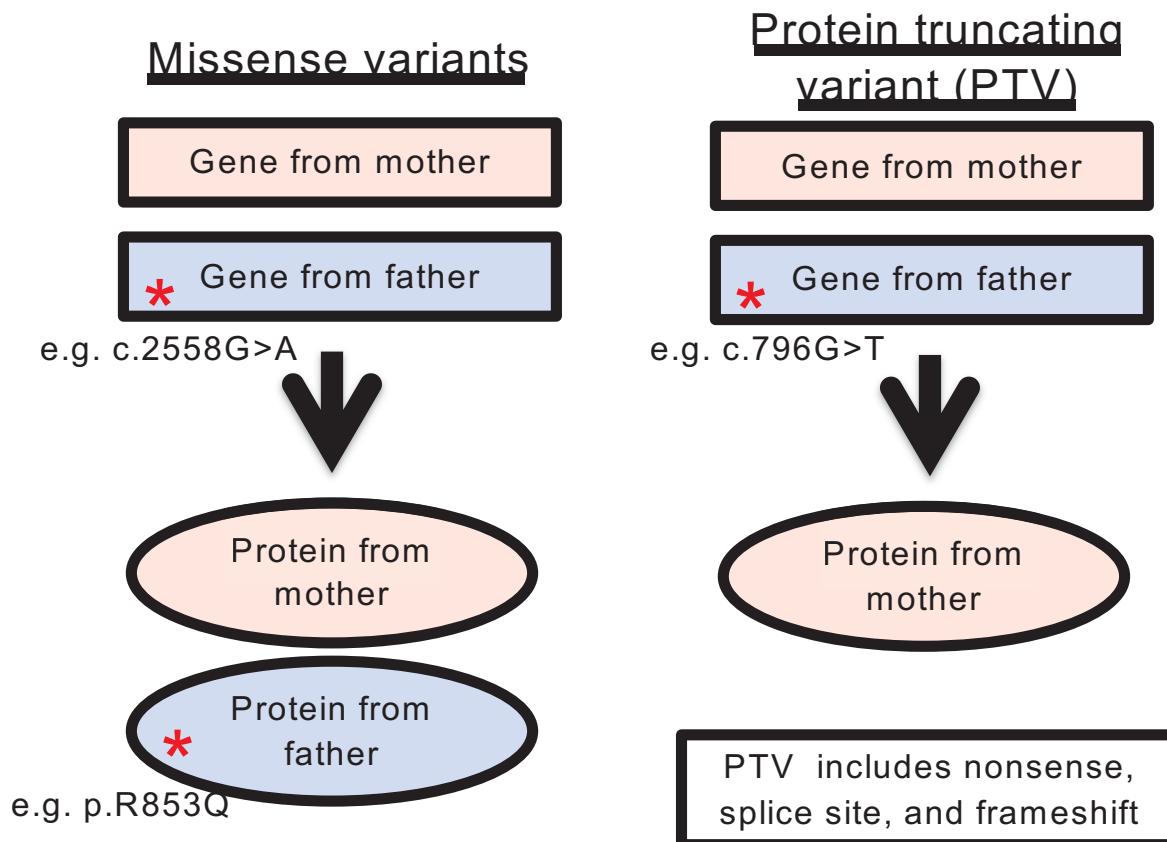 Missense variants
Gene from mother
Gene from father
*
e.g. c.2558G>A
Protein from
mother
Protein from
father
*
e.g. p.R853Q
Protein truncating
variant (PTV)
Gene from mother
Gene from father
*
e.g. c.796G>T
Protein from
mother
PTV includes nonsense,
splice site, and frameshift